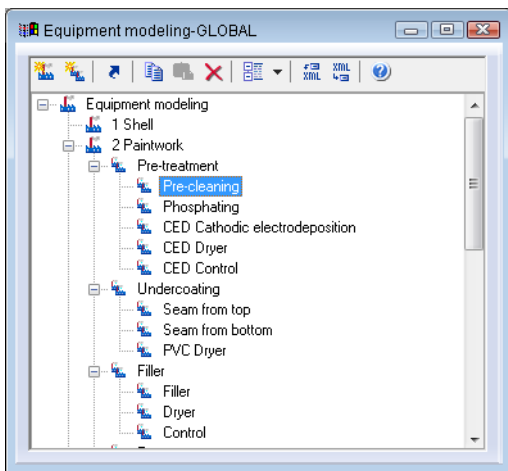 Equipment modeling-GLOBAL
XML XML
Equipment modeling
1 Shell
2 Paintwork
Pre-treatment
Pre-cleaning
Phosphating
CED Cathodic electrodeposition
CED Dryer
CED Control
Undercoating
Seam from top
Seam from bottom
PVC Dryer
Filler
Filler
Dryer
Control